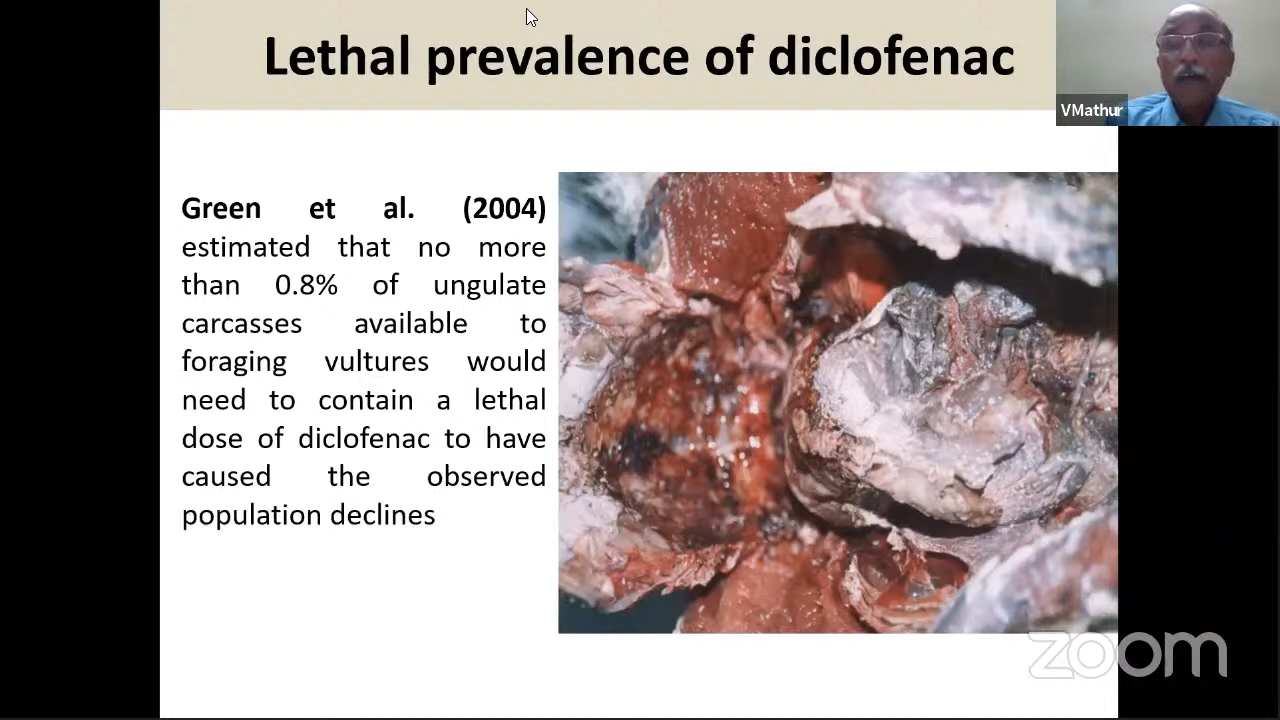 Lethal prevalence of diclofenac
VMathur
Green et al. (2004)
estimated that no more
than 0.8% of ungulate
carcasses available to
foraging vultures would
need to contain a lethal
dose of diclofenac to have
caused the observed
population declines
zoom